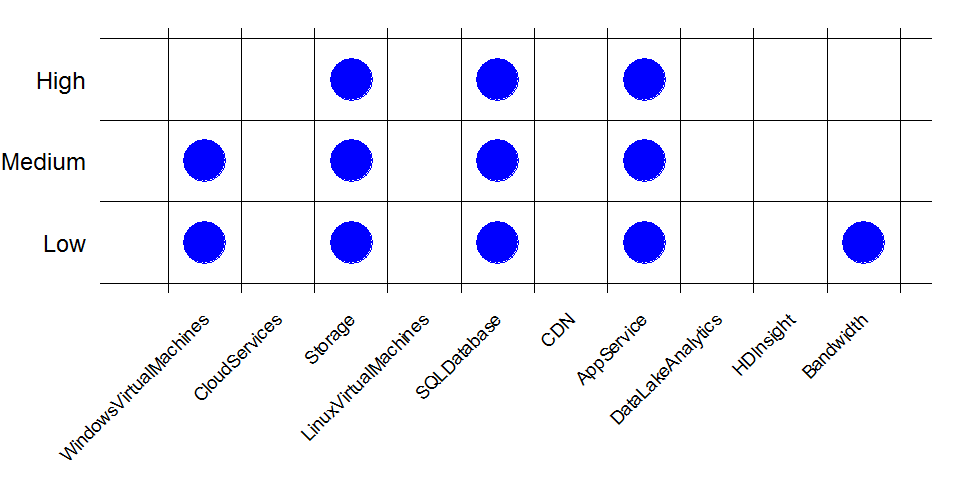 High
Medium
Low
WindowsVirtualMachines
CloudServices
Storage
LinuxVirtualMachines
SQLDatabase
CDN
AppService
DataLakeAnalytics
HDInsight
Bandwidth